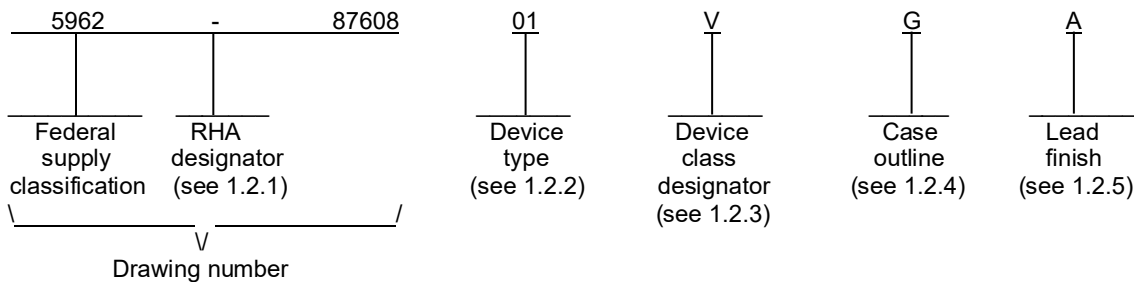 5962 - 87608 01 V G A
Federal RHA Device Device Case Lead
supply designator type class outline finish
classification (see 1.2.1) (see 1.2.2) designator (see 1.2.4) (see 1.2.5)
(see 1.2.3)
\ /
\/
Drawing number